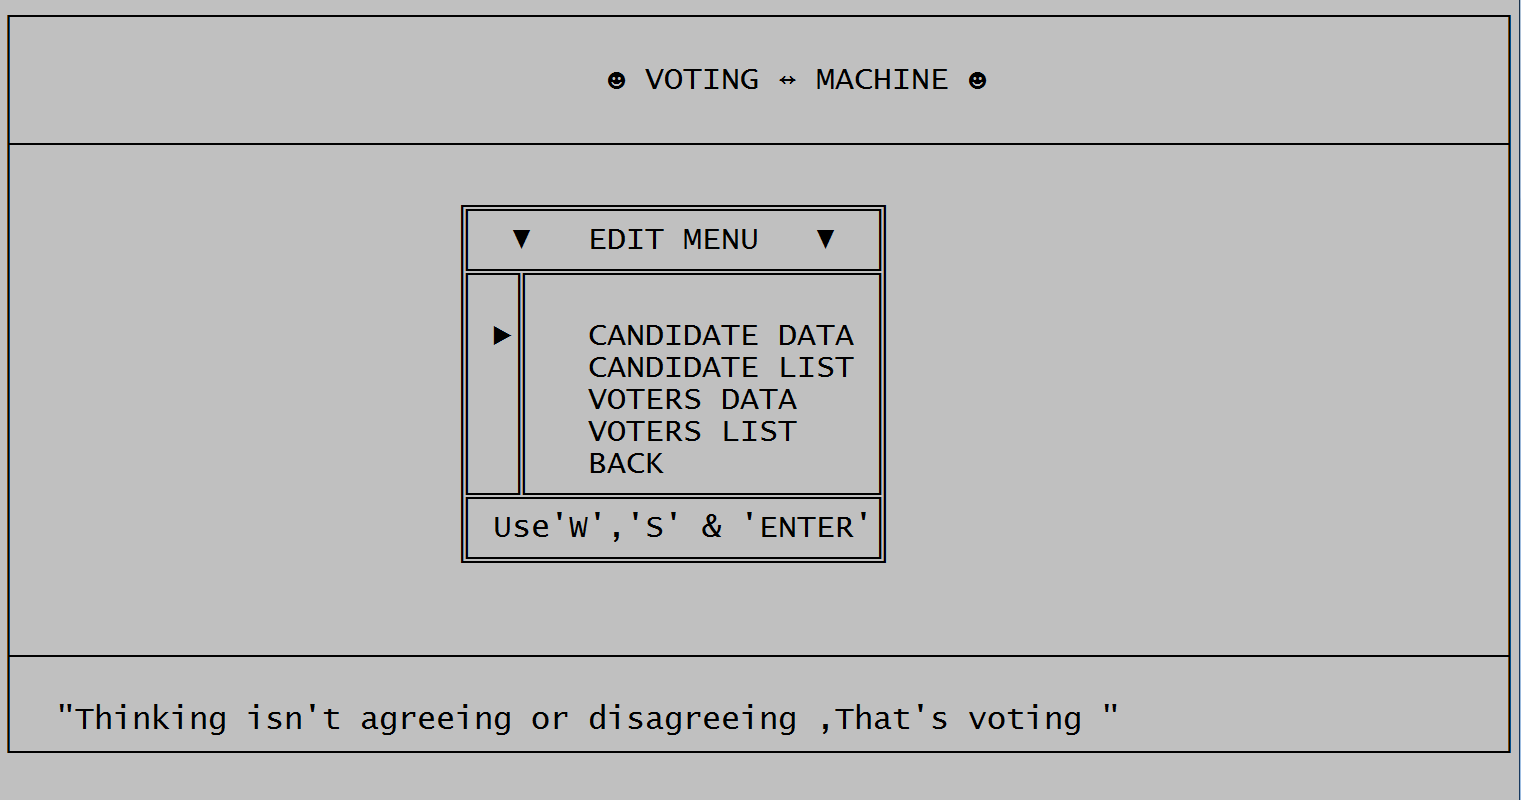 ☻ VOTING ↔ MACHINE ☻
▼ EDIT MENU ▼
► CANDIDATE DATA
CANDIDATE LIST
VOTERS DATA
VOTERS LIST
BACK
Use'W','S' & 'ENTER'
"Thinking isn't agreeing or disagreeing ,That's voting "